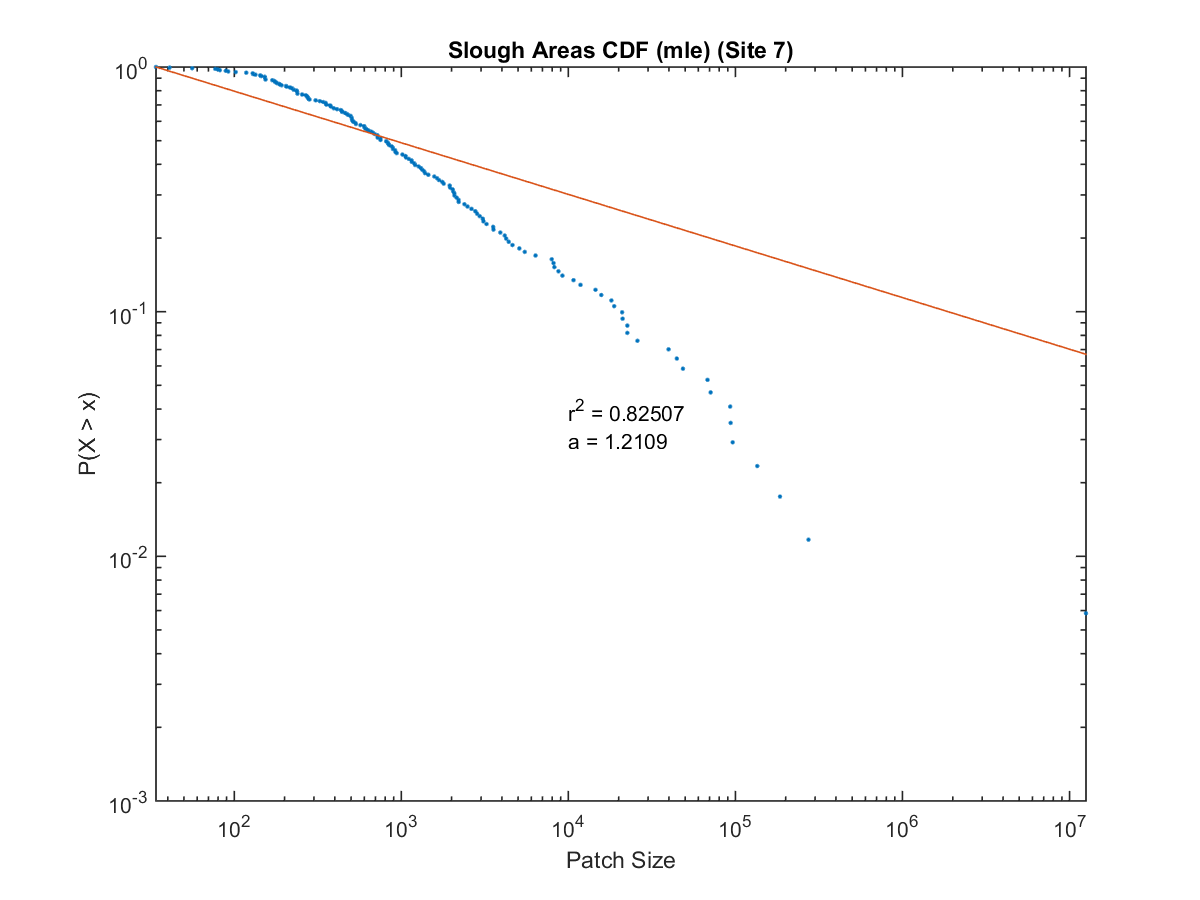 Slough Areas CDF (mle) (Site 7)
10^0
10^-1
10^-2
10^-3
P(X > x)
r^2 = 0.82507
a = 1.2109
10^2 10^3 10^4 10^5 10^6 10^7
Patch Size